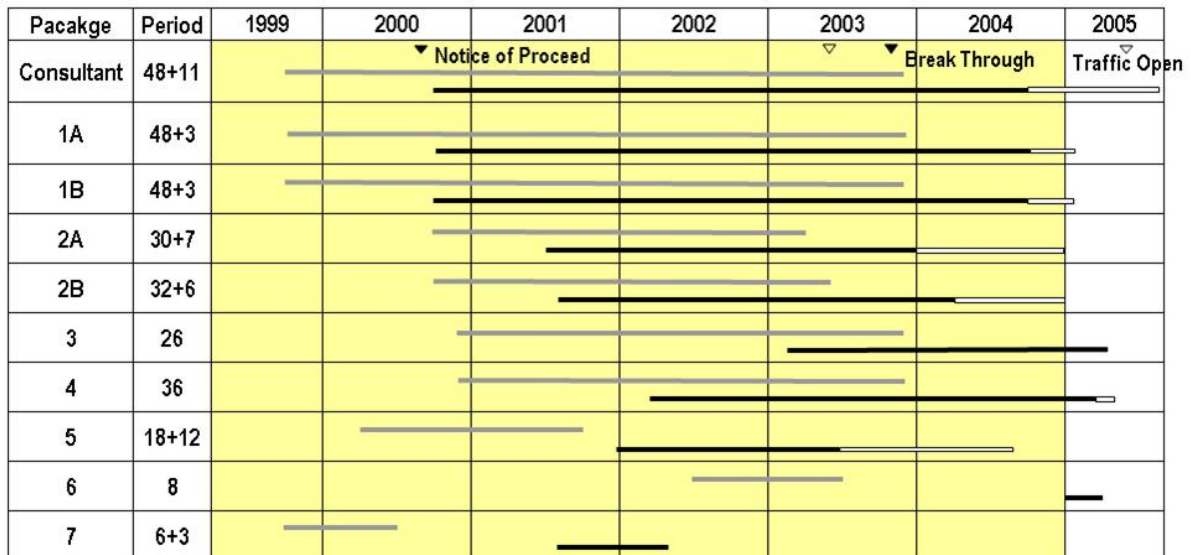 Pacakge Period 1999 2000 2001 2002 2003 2004 2005
Notice of Proceed Break Through Traffic Open
Consultant 48+11
1A 48+3
1B 48+3
2A 30+7
2B 32+6
3 26
4 36
5 18+12
6 8
7 6+3